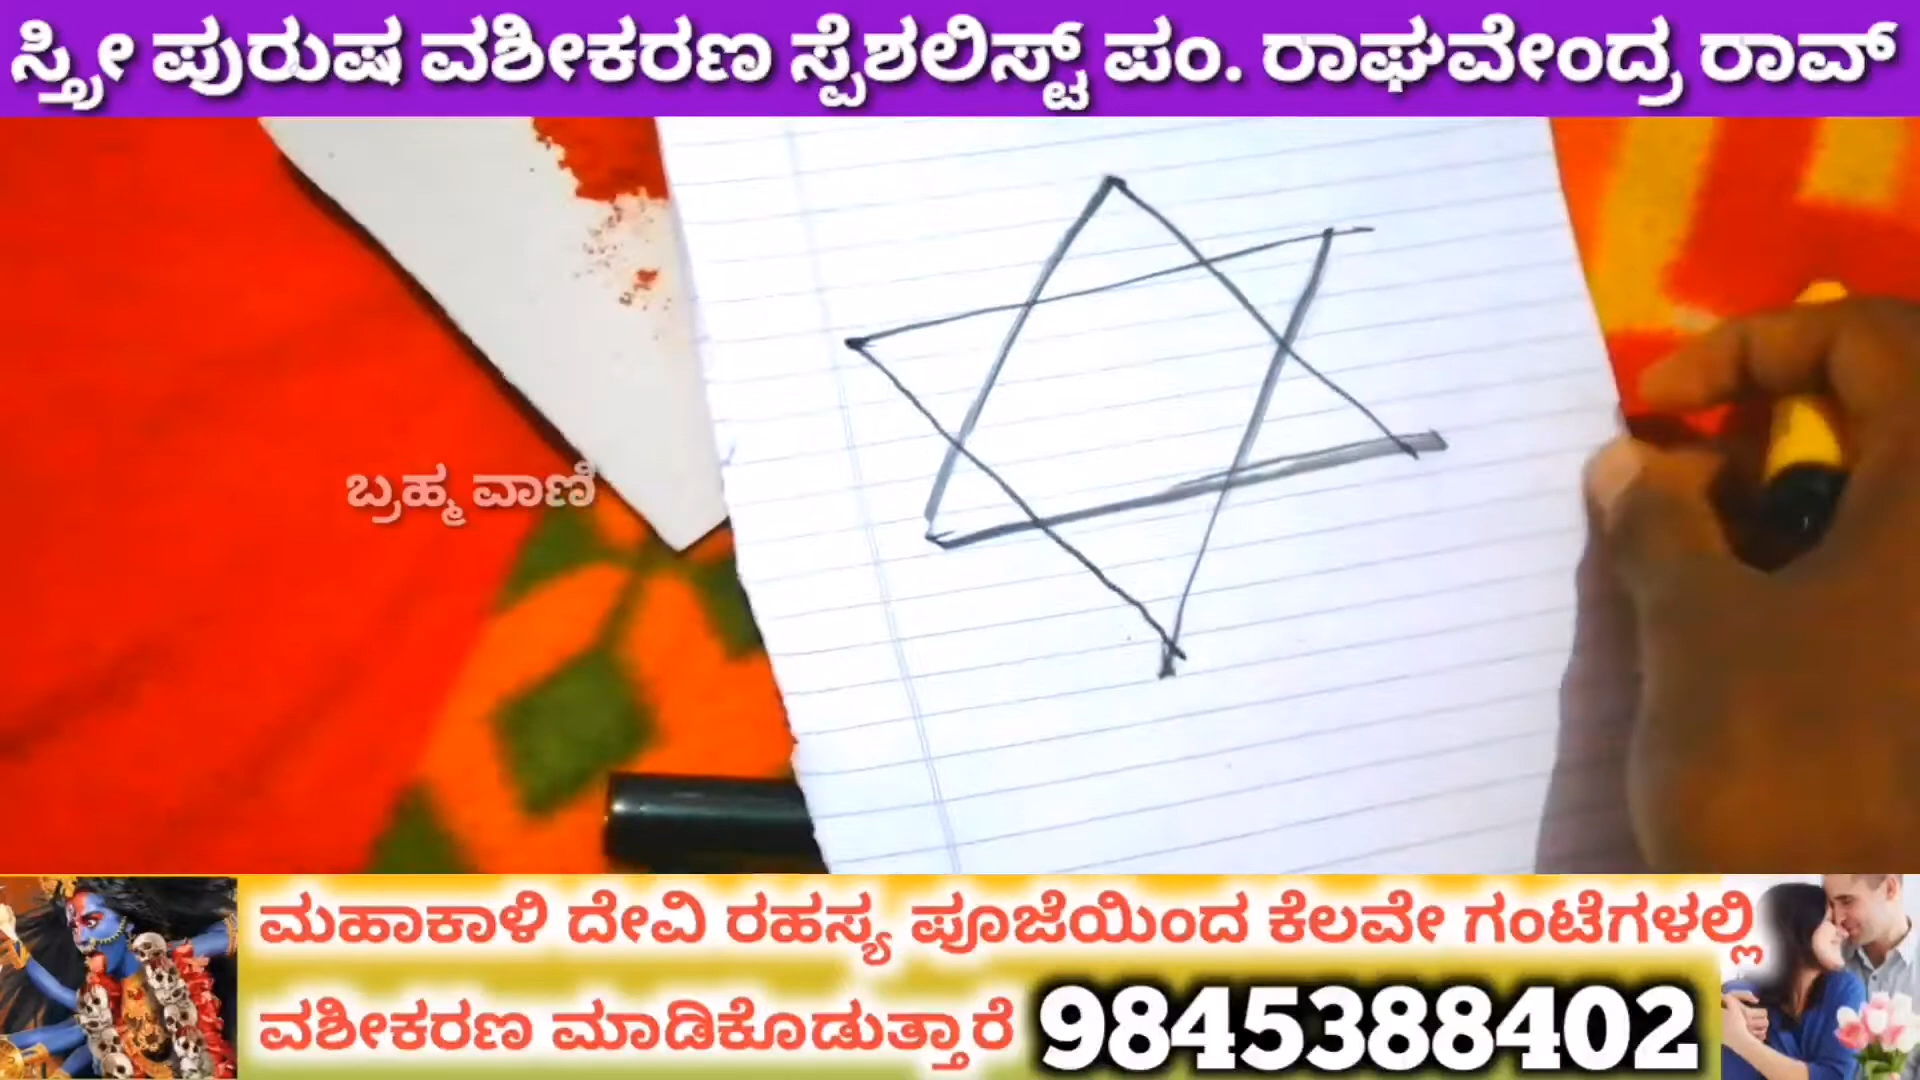 ಸ್ತ್ರೀ ಪುರುಷ ವಶೀಕರಣ ಸ್ಪೆಶಲಿಸ್ಟ್ ಪಂ. ರಾಘವೇಂದ್ರ ರಾವ್
ಬ್ರಹ್ಮ ವಾಣಿ
ಮಹಾಕಾಳಿ ದೇವಿ ರಹಸ್ಯ ಪೂಜೆಯಿಂದ ಕೆಲವೇ ಗಂಟೆಗಳಲ್ಲಿ
ವಶೀಕರಣ ಮಾಡಿಕೊಡುತ್ತಾರೆ 9845388402